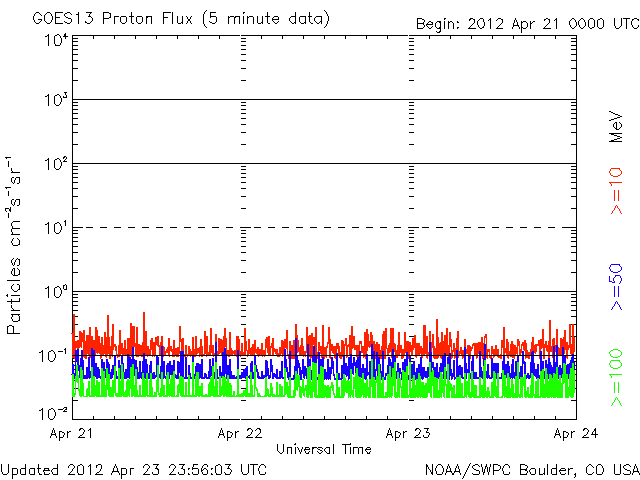 GOES13 Proton Flux (5 minute data)
Begin: 2012 Apr 21 0000 UTC
10⁴
10³
10²
10¹
10⁰
10⁻¹
10⁻²
Particles cm⁻²s⁻¹sr⁻¹
MeV
>=10
>=50
>=100
Apr 21
Apr 22
Apr 23
Apr 24
Universal Time
Updated 2012 Apr 23 23:56:03 UTC
NOAA/SWPC Boulder, CO USA